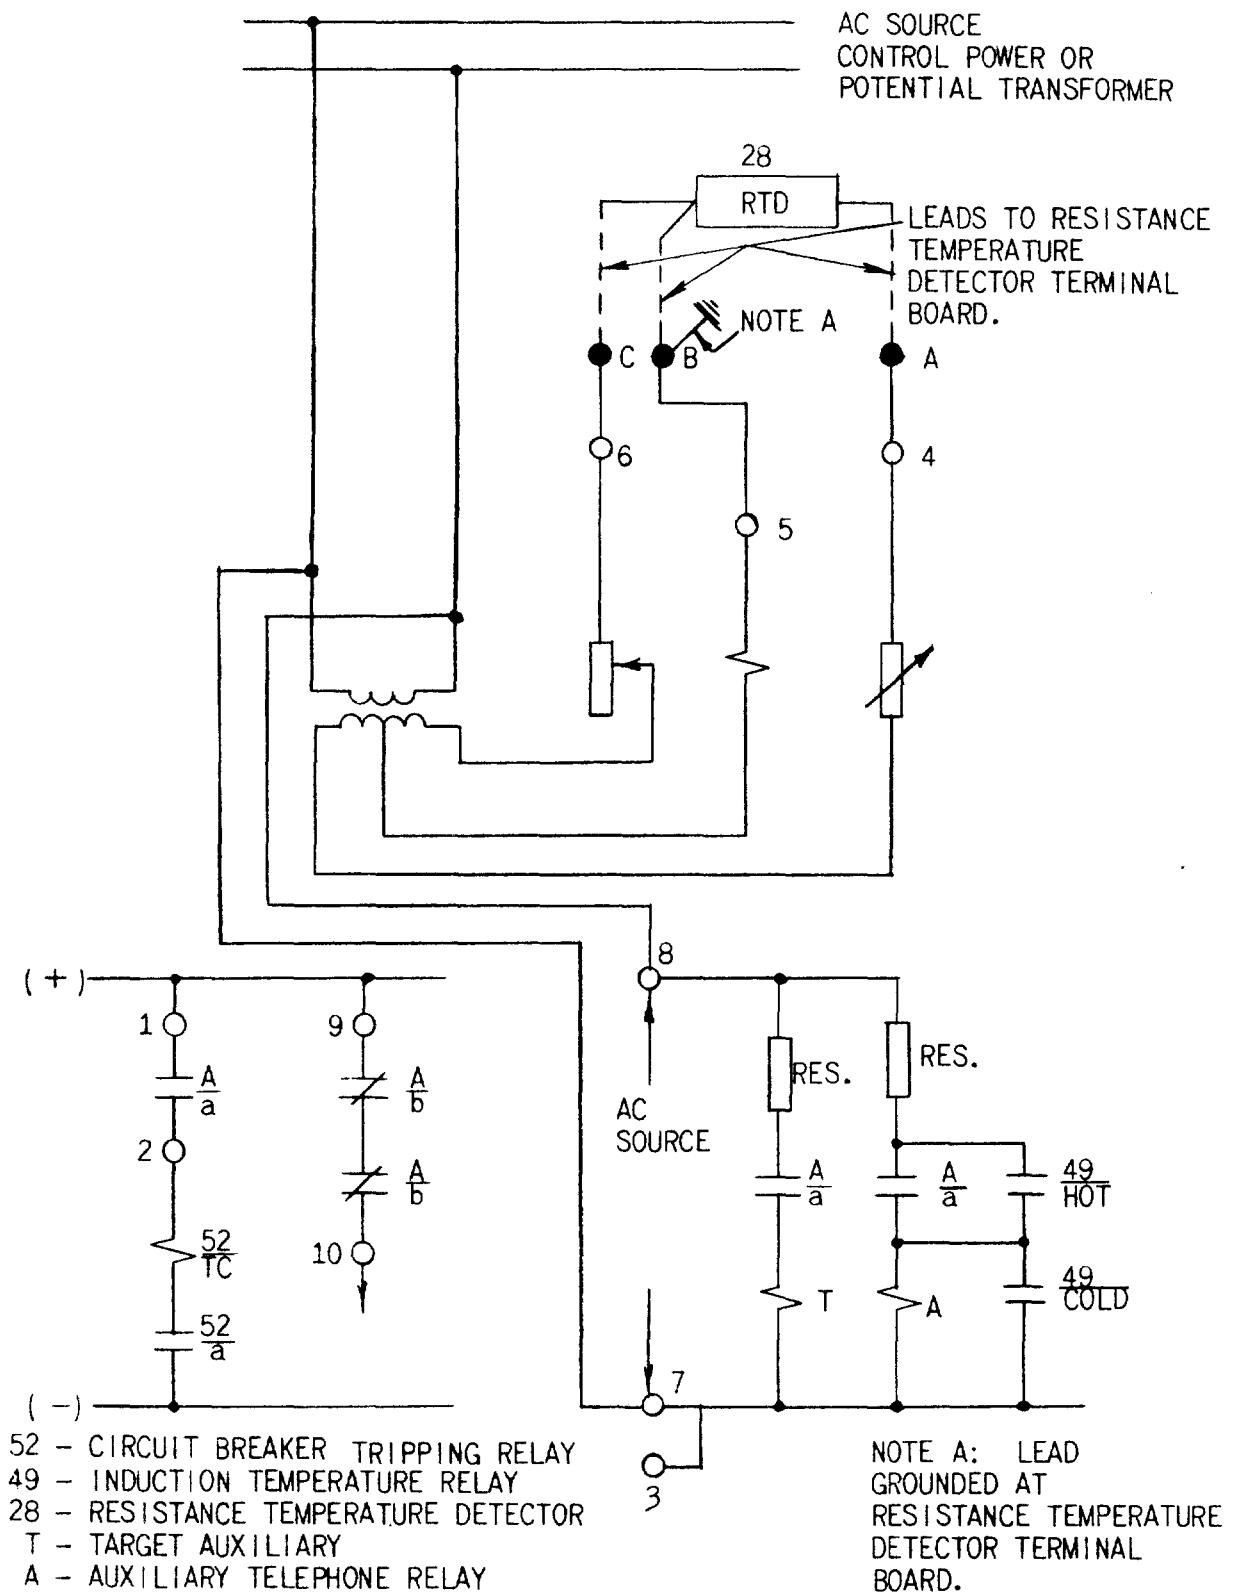 AC SOURCE
CONTROL POWER OR
POTENTIAL TRANSFORMER
28
RTD
LEADS TO RESISTANCE
TEMPERATURE
DETECTOR TERMINAL
BOARD.
NOTE A
C
B
A
6
4
5
8
(+)
1
9
A
a
A
b
RES.
RES.
AC
SOURCE
2
A
b
A
a
A
a
49
HOT
52
TC
10
T
A
49
COLD
52
a
7
(-)
3
52 - CIRCUIT BREAKER TRIPPING RELAY
49 - INDUCTION TEMPERATURE RELAY
28 - RESISTANCE TEMPERATURE DETECTOR
T - TARGET AUXILIARY
A - AUXILIARY TELEPHONE RELAY
NOTE A: LEAD
GROUNDED AT
RESISTANCE TEMPERATURE
DETECTOR TERMINAL
BOARD.